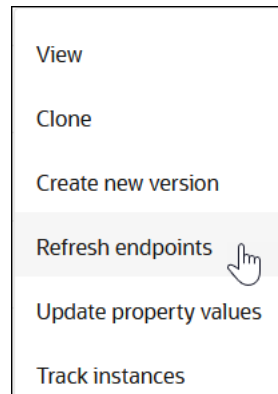 View
Clone
Create new version
Refresh endpoints
Update property values
Track instances